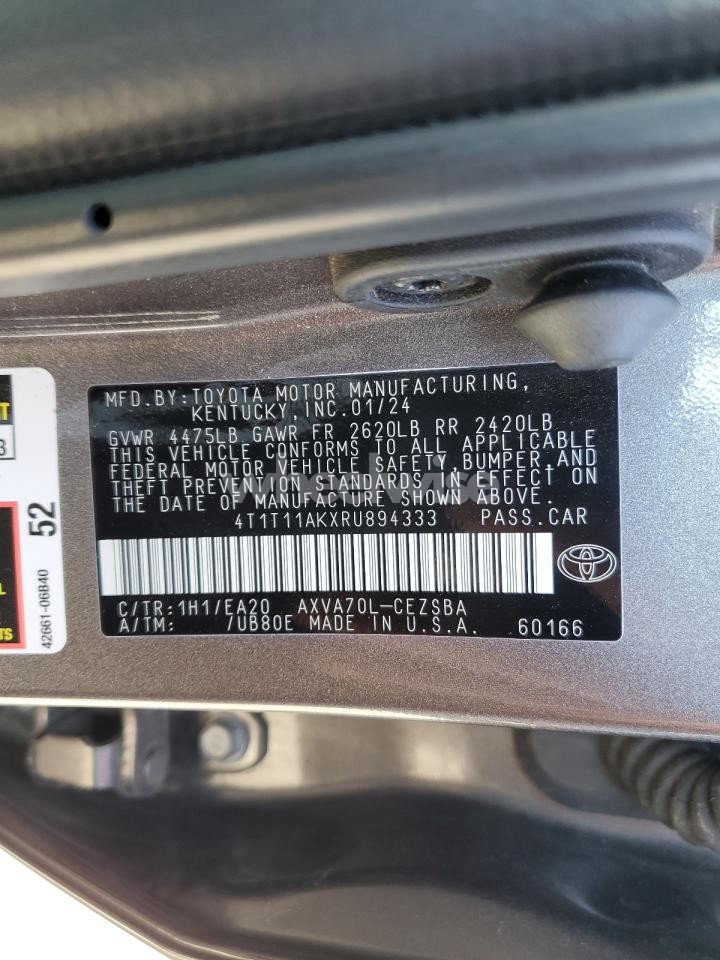 MFD.BY:TOYOTA MOTOR MANUFACTURING,
KENTUCKY, INC.01/24
GVWR 4475LB GAWR FR 2620LB RR 2420LB
THIS VEHICLE CONFORMS TO ALL APPLICABLE
FEDERAL MOTOR VEHICLE SAFETY,BUMPER,AND
THEFT PREVENTION STANDARDS IN EFFECT ON
THE DATE OF MANUFACTURE SHOWN ABOVE.
4T1T11AKXRU894333 PASS.CAR
C/TR:1H1/EA20 AXVA70L-CEZSBA
A/TM: /UB80E MADE IN U.S.A. 60166
52
42661-06B40